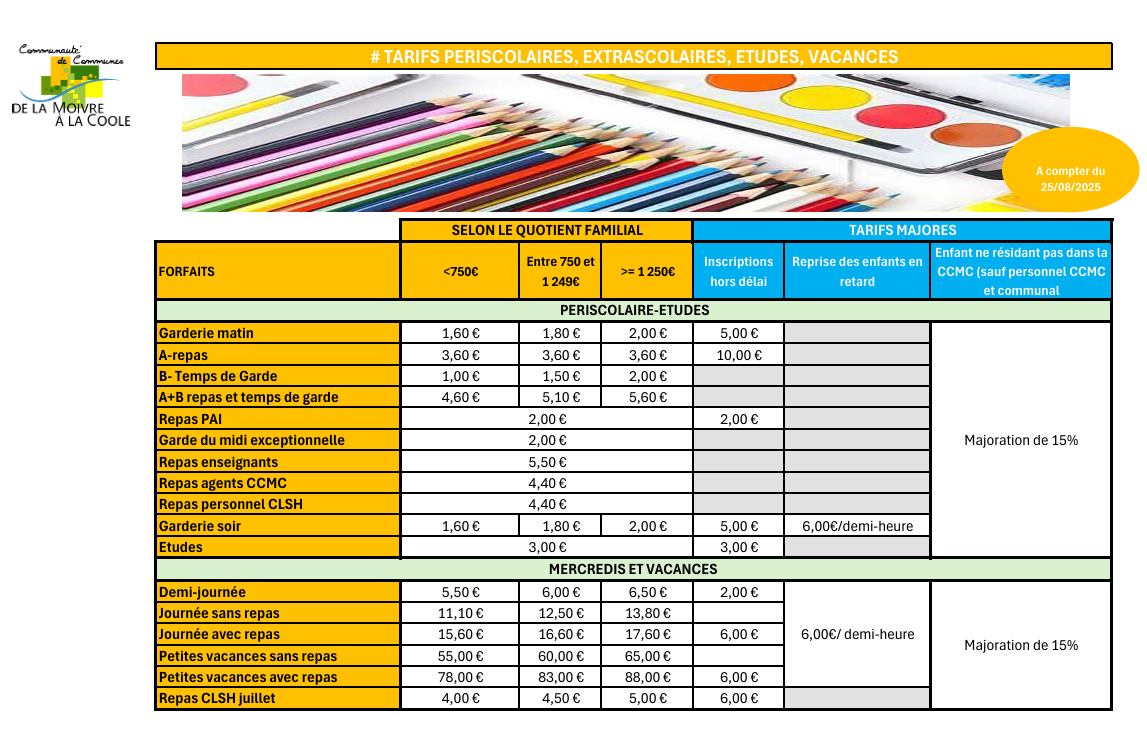 Communauté
de Communes
DE LA MOIVRE
A LA COOLE
# TARIFS PERISCOLAIRES, EXTRASCOLAIRES, ETUDES, VACANCES
A compter du
25/08/2025
SELON LE QUOTIENT FAMILIAL TARIFS MAJORES
FORFAITS
<750€
Entre 750 et
1 249€
>= 1 250€
Inscriptions
hors délai
Reprise des enfants en
retard
Enfant ne résidant pas dans la
CCMC (sauf personnel CCMC
et communal
PERISCOLAIRE-ETUDES
Garderie matin 1,60 € 1,80 € 2,00 € 5,00 €
A-repas 3,60 € 3,60 € 3,60 € 10,00 €
B- Temps de Garde 1,00 € 1,50 € 2,00 €
A+B repas et temps de garde 4,60 € 5,10 € 5,60 €
Repas PAI 2,00 € 2,00 €
Garde du midi exceptionnelle 2,00 € Majoration de 15%
Repas enseignants 5,50 €
Repas agents CCMC 4,40 €
Repas personnel CLSH 4,40 €
Garderie soir 1,60 € 1,80 € 2,00 € 5,00 € 6,00€/demi-heure
Etudes 3,00 € 3,00 €
MERCREDIS ET VACANCES
Demi-journée 5,50 € 6,00 € 6,50 € 2,00 €
Journée sans repas 11,10 € 12,50 € 13,80 €
Journée avec repas 15,60 € 16,60 € 17,60 € 6,00 € 6,00€/ demi-heure Majoration de 15%
Petites vacances sans repas 55,00 € 60,00 € 65,00 €
Petites vacances avec repas 78,00 € 83,00 € 88,00 € 6,00 €
Repas CLSH juillet 4,00 € 4,50 € 5,00 € 6,00 €